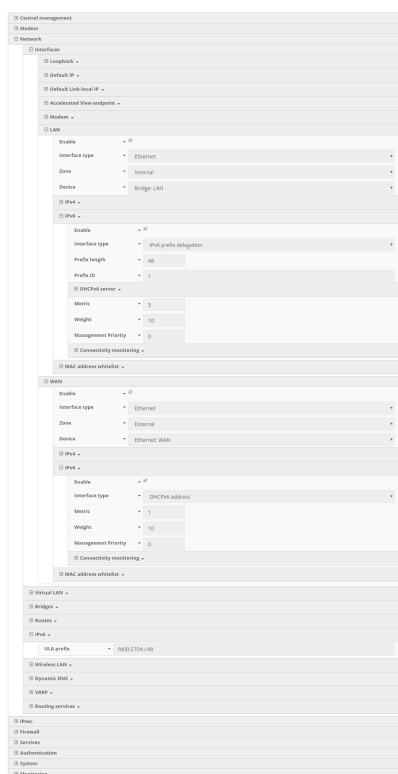 Central management
Modem
Network
Interfaces
Loopback
Default IP
Default Link-local IP
Accelerated View endpoint
Modem
LAN
Enable
Interface type Ethernet
Zone Internal
Device Bridge: LAN
IPv4
IPv6
Enable
Interface type IPv6 prefix delegation
Prefix length 48
Prefix ID 1
DHCPv6 server
Metric 5
Weight 10
Management Priority 0
Connectivity monitoring
MAC address whitelist
WAN
Enable
Interface type Ethernet
Zone External
Device Ethernet: WAN
IPv4
IPv6
Enable
Interface type DHCPv6 address
Metric 1
Weight 10
Management Priority 0
Connectivity monitoring
MAC address whitelist
Virtual LAN
Bridges
Routes
IPv6
ULA prefix fd00:2704::/48
Wireless LAN
Dynamic DNS
VRRP
Routing services
IPsec
Firewall
Services
Authentication
System
Monitoring